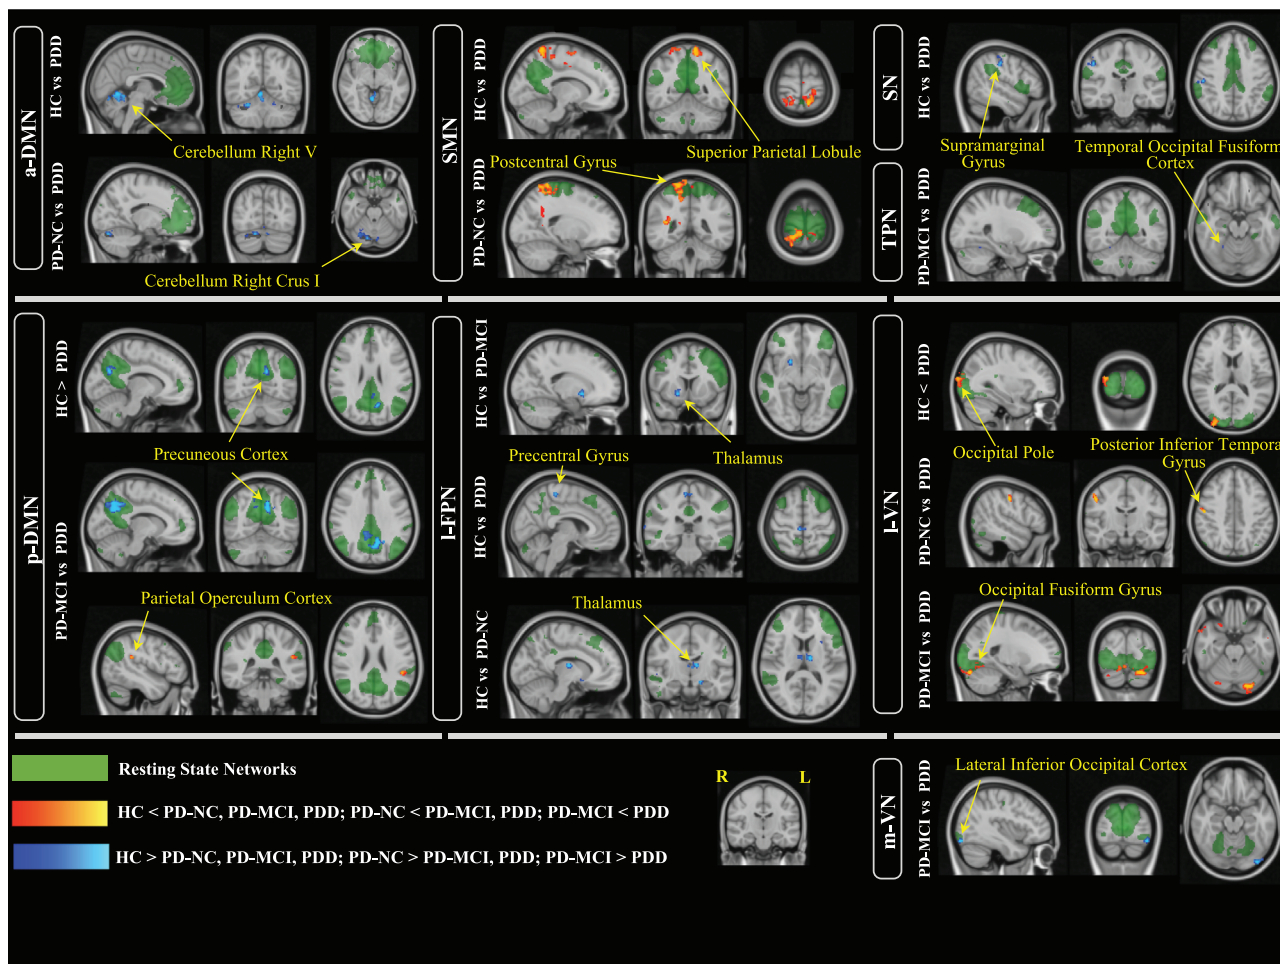 a-DMN
HC vs PDD
Cerebellum Right V
PD-NC vs PDD
Cerebellum Right Crus I
SMN
HC vs PDD
Superior Parietal Lobule
Postcentral Gyrus
PD-NC vs PDD
SN
HC vs PDD
Supramarginal
Gyrus
Temporal Occipital Fusiform
Cortex
TPN
PD-MCI vs PDD
p-DMN
HC > PDD
Precuneous Cortex
PD-MCI vs PDD
Parietal Operculum Cortex
l-FPN
HC vs PD-MCI
Thalamus
Precentral Gyrus
HC vs PDD
Thalamus
HC vs PD-NC
l-VN
HC < PDD
Occipital Pole
Posterior Inferior Tempora
Gyrus
PD-NC vs PDD
Occipital Fusiform Gyrus
PD-MCI vs PDD
Resting State Networks
HC < PD-NC, PD-MCI, PDD; PD-NC < PD-MCI, PDD; PD-MCI < PDD
HC > PD-NC, PD-MCI, PDD; PD-NC > PD-MCI, PDD; PD-MCI > PDD
R L
m-VN
PD-MCI vs PDD
Lateral Inferior Occipital Cortex